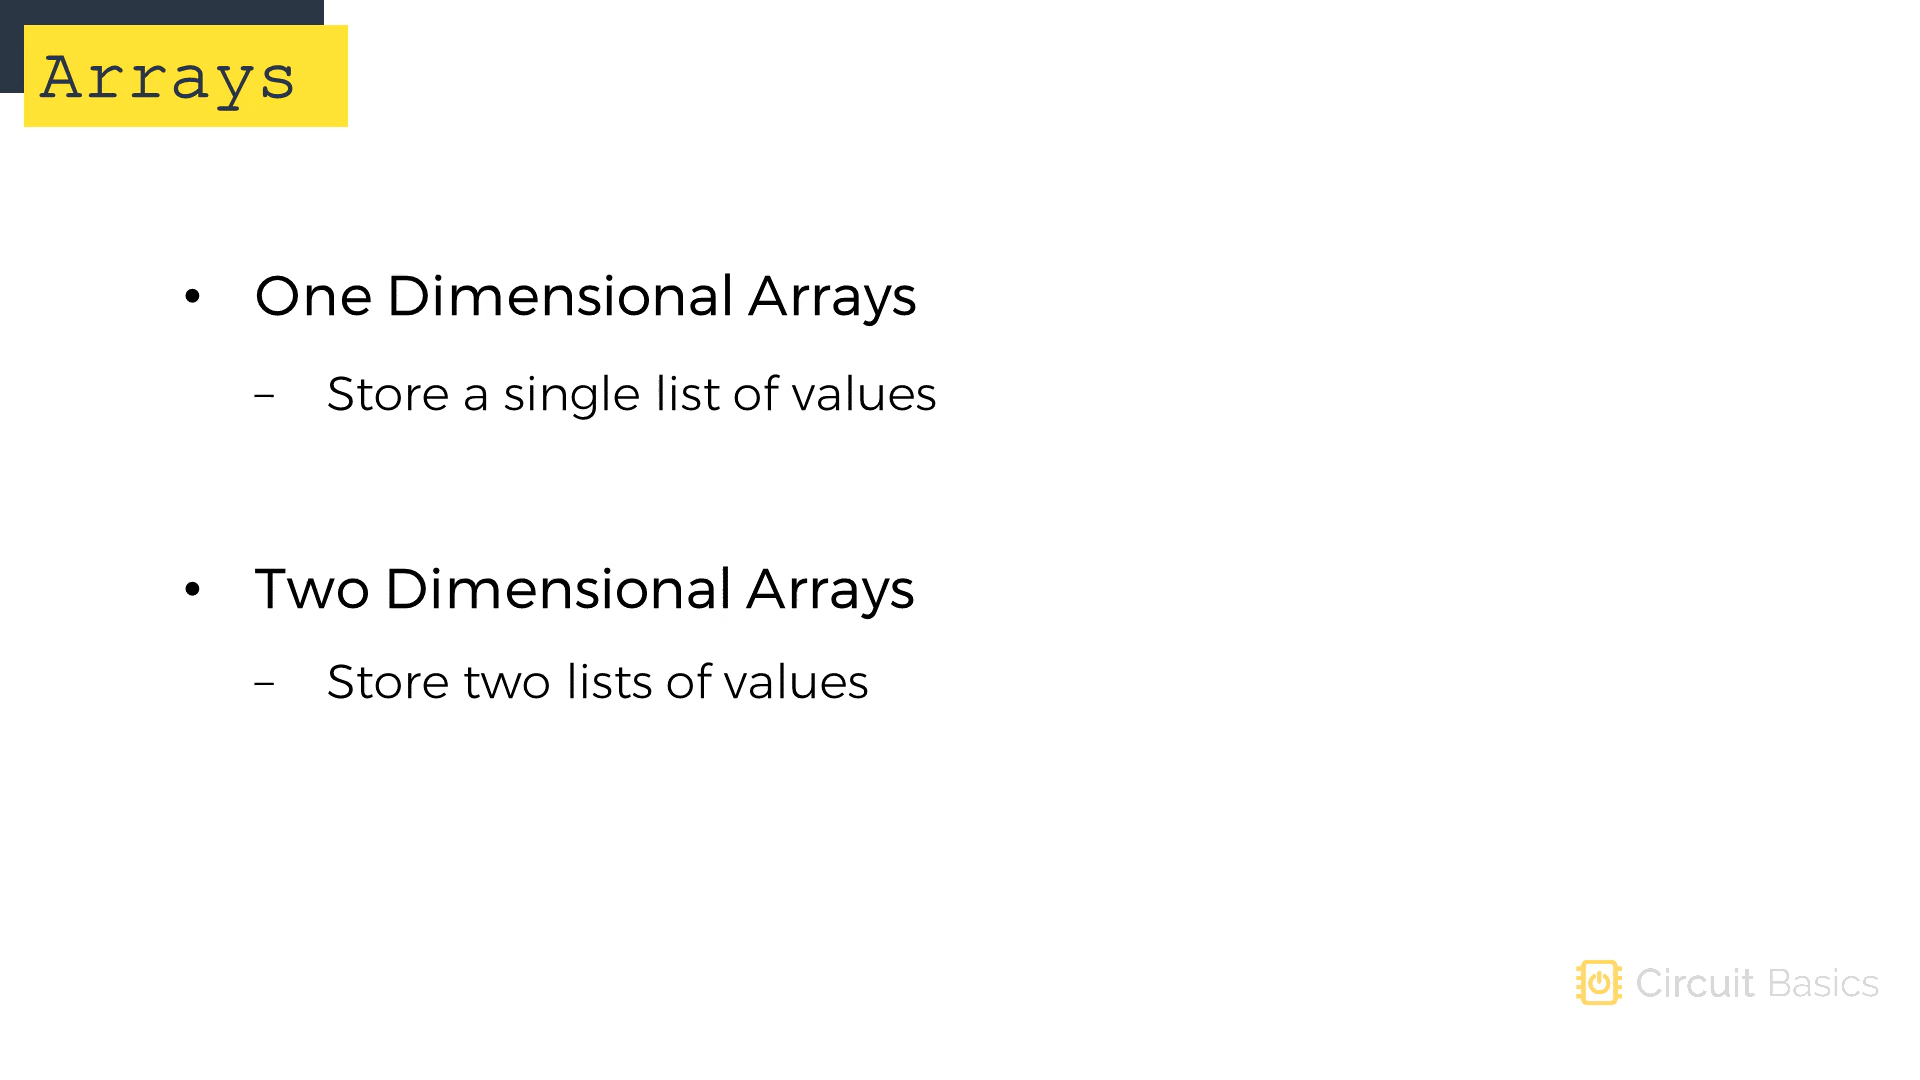 Arrays
• One Dimensional Arrays
– Store a single list of values
• Two Dimensional Arrays
– Store two lists of values
Circuit Basics